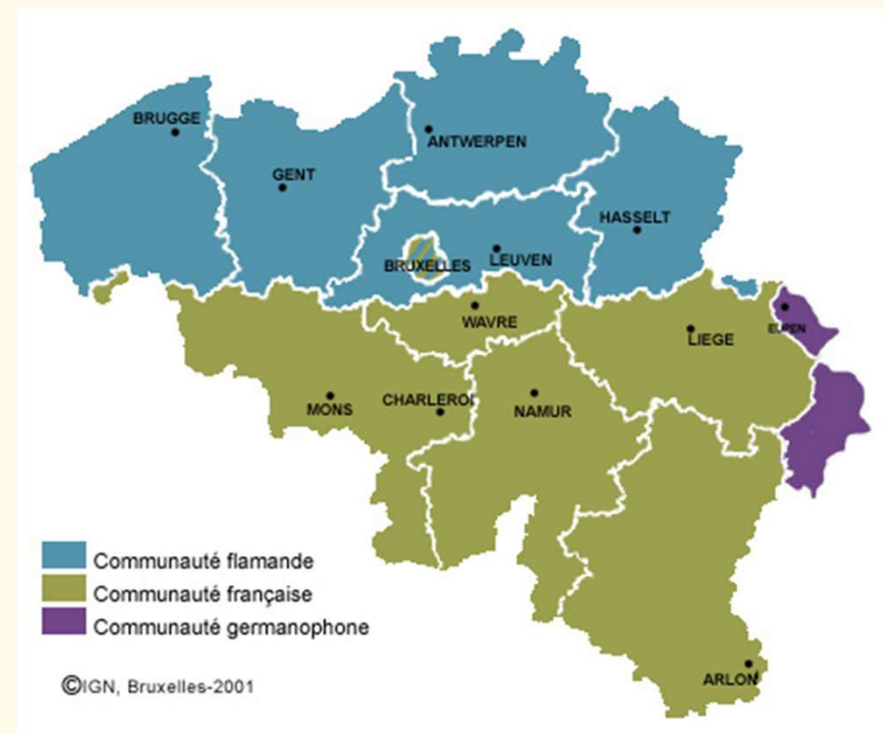 BRUGGE
ANTWERPEN
GENT
HASSELT
BRUXELLES
LEUVEN
WAVRE
EUPEN
LIEGE
MONS
CHARLEROI
NAMUR
Communauté flamande
Communauté française
Communauté germanophone
©IGN, Bruxelles-2001
ARLON